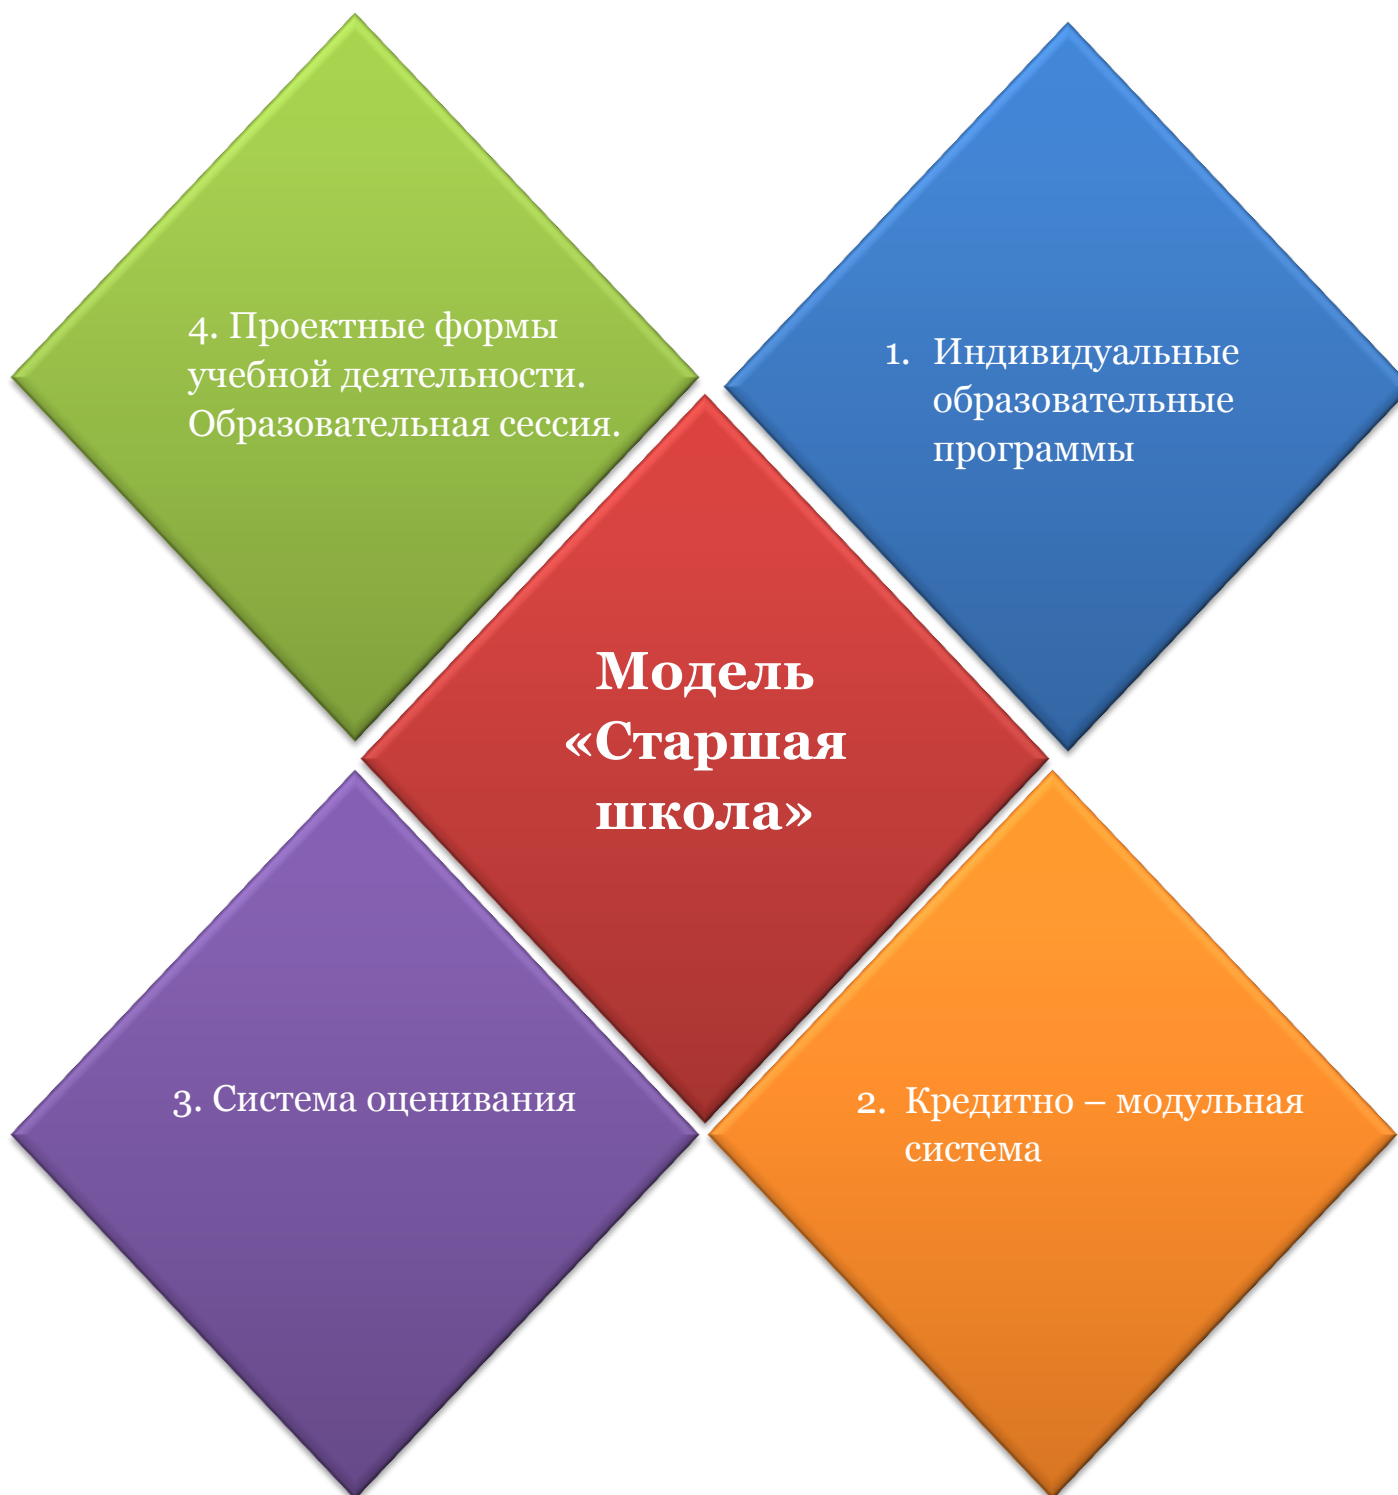 4. Проектные формы
учебной деятельности.
Образовательная сессия.
1. Индивидуальные
образовательные
программы
Модель
«Старшая
школа»
3. Система оценивания
2. Кредитно – модульная
система